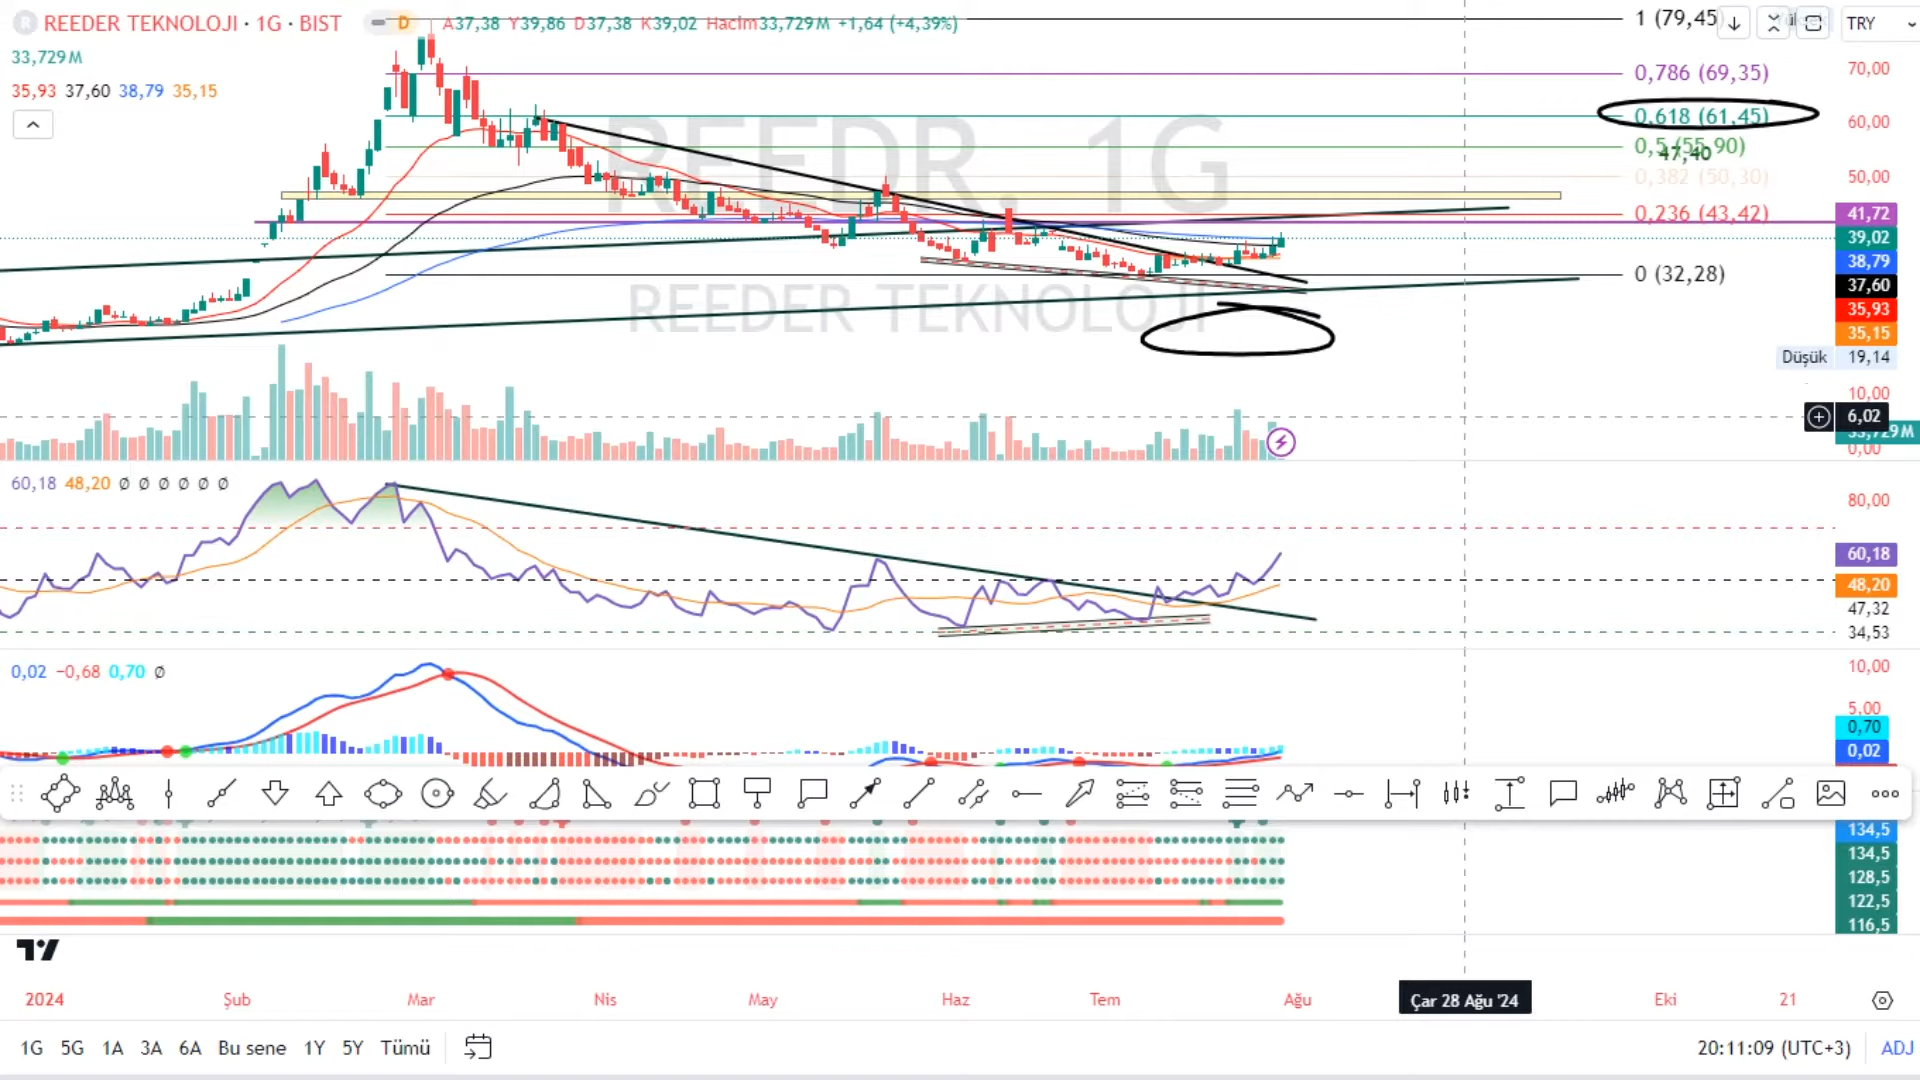 REEDER TEKNOLOJI · 1G · BIST D A37,38 Y39,86 D37,38 K39,02 Hacim33,729M +1,64 (+4,39%)
1 (79,45)
TRY
33,729M
70,00
0,786 (69,35)
35,93 37,60 38,79 35,15
0,618 (61,45)
60,00
REEDR, 1G
0,5 (55,90)
47,40
0,382 (50,30)
50,00
0,236 (43,42)
41,72
39,02
38,79
0 (32,28)
37,60
REEDER TEKNOLOJI
35,93
35,15
Düşük 19,14
10,00
6,02
33,729M
0,00
60,18 48,20 Ø Ø Ø Ø Ø Ø
80,00
60,18
48,20
47,32
34,53
0,02 −0,68 0,70 Ø
10,00
5,00
0,70
0,02
134,5
134,5
128,5
122,5
116,5
2024 Şub Mar Nis May Haz Tem Ağu Çar 28 Ağu '24 Eki 21
1G 5G 1A 3A 6A Bu sene 1Y 5Y Tümü 20:11:09 (UTC+3) ADJ